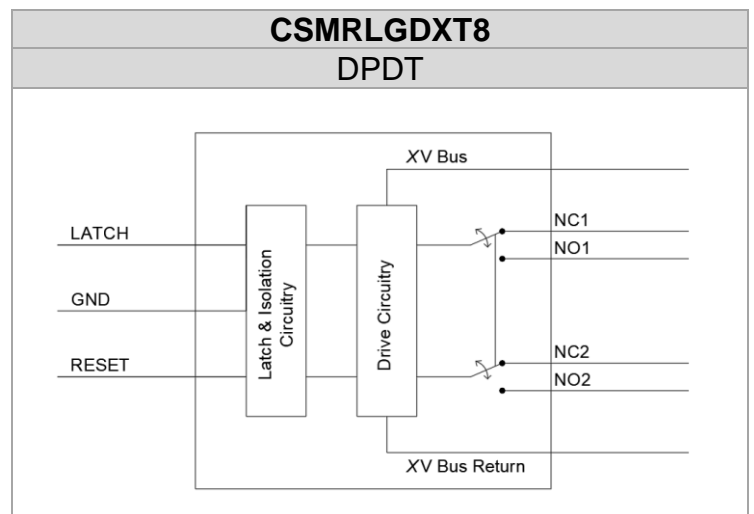 CSMRLGDXT8
DPDT
XV Bus
LATCH
GND
RESET
Latch & Isolation
Circuitry
Drive Circuitry
NC1
NO1
NC2
NO2
XV Bus Return